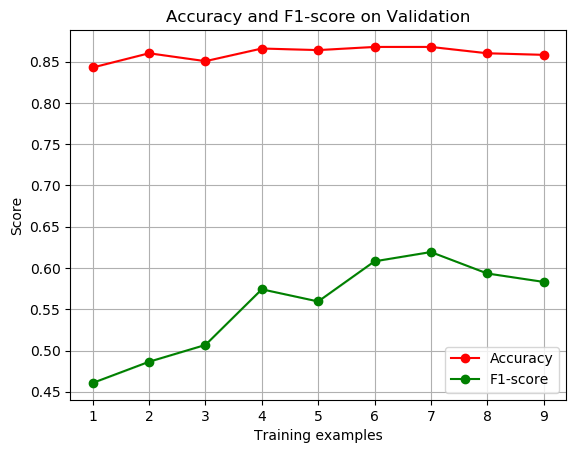 Accuracy and F1-score on Validation
Score
0.85
0.80
0.75
0.70
0.65
0.60
0.55
0.50
0.45
Accuracy
F1-score
1 2 3 4 5 6 7 8 9
Training examples